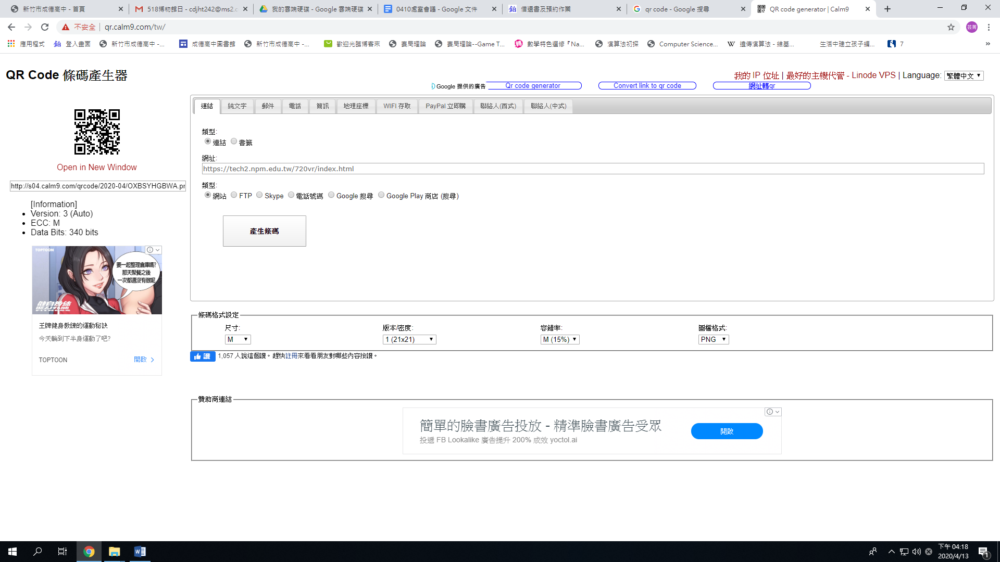 新竹市成德高中 - 首頁
518博物館日 - cdjht242@ms2.c
我的雲端硬碟 - Google 雲端硬碟
0410處室會議 - Google 文件
借還書及預約作業
qr code - Google 搜尋
QR code generator | Calm9
不安全 | qr.calm9.com/tw/
芸菁
應用程式
登入畫面
新竹市成德高中 -...
成德高中圖書館
新竹市成德高中 -...
歡迎光臨博客來
賽局理論
賽局理論--Game T...
數學特色選修『Na...
演算法初探
Computer Science...
遺傳演算法 - 維基...
生活中建立孩子編...
7
QR Code 條碼產生器
我的 IP 位址 | 最好的主機代管 - Linode VPS | Language: 繁體中文
Google 提供的廣告
Qr code generator
Convert link to qr code
網址轉qr
連結
純文字
郵件
電話
簡訊
地理座標
WIFI 存取
PayPal 立即購
聯絡人(西式)
聯絡人(中式)
Open in New Window
http://s04.calm9.com/qrcode/2020-04/OXBSYHGBWA.pr
[Information]
Version: 3 (Auto)
ECC: M
Data Bits: 340 bits
類型:
連結 書籤
網址:
https://tech2.npm.edu.tw/720vr/index.html
類型:
網站 FTP Skype 電話號碼 Google 搜尋 Google Play 商店 (搜尋)
產生條碼
TOPTOON
要一起整理倉庫嗎?
那天聚餐之後
一次都還沒有做呢
健身教練
王牌健身教練的運動秘訣
今天輪到下半身運動了吧?
TOPTOON
開啟
條碼格式設定
尺寸:
M
版本/密度:
1 (21x21)
容錯率:
M (15%)
圖檔格式:
PNG
讚 1,057 人說這個讚。趕快註冊來看看朋友對哪些內容按讚。
贊助商連結
簡單的臉書廣告投放 - 精準臉書廣告受眾
投遞 FB Lookalike 廣告提升 200% 成效 yoctol.ai
開啟
下午 04:18
2020/4/13
1